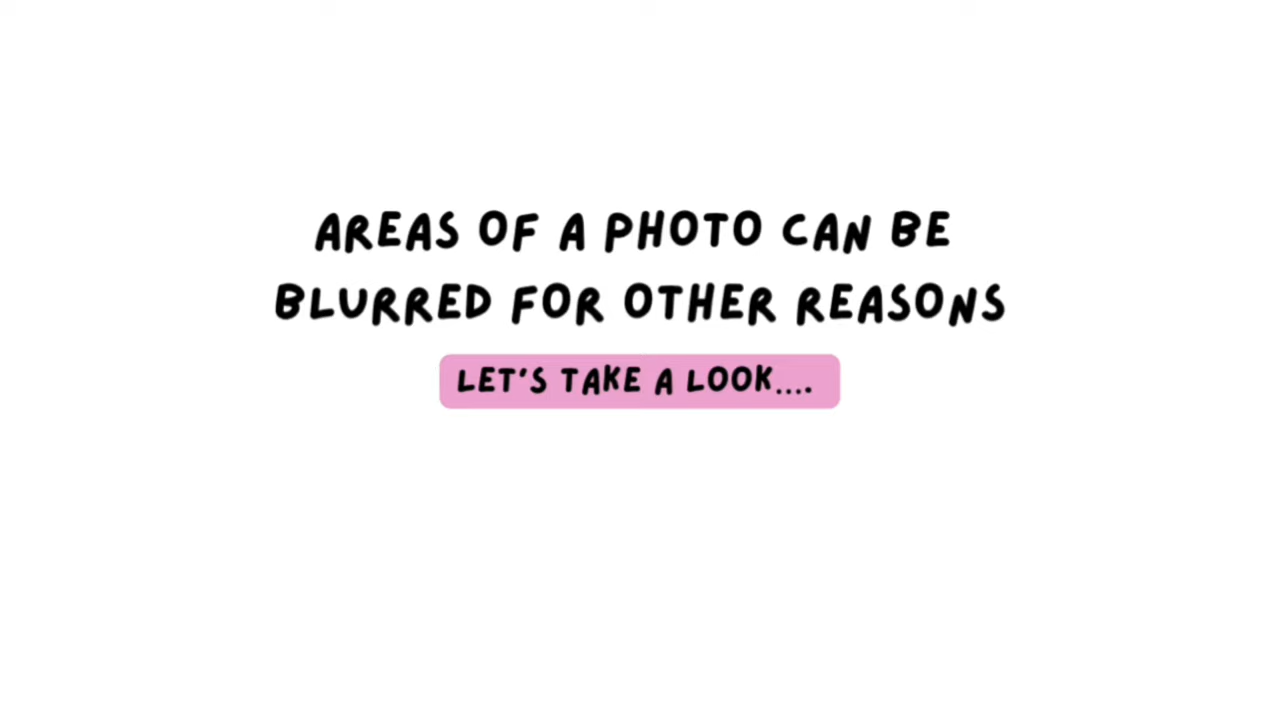 AREAS OF A PHOTO CAN BE
BLURRED FOR OTHER REASONS
LET'S TAKE A LOOK....